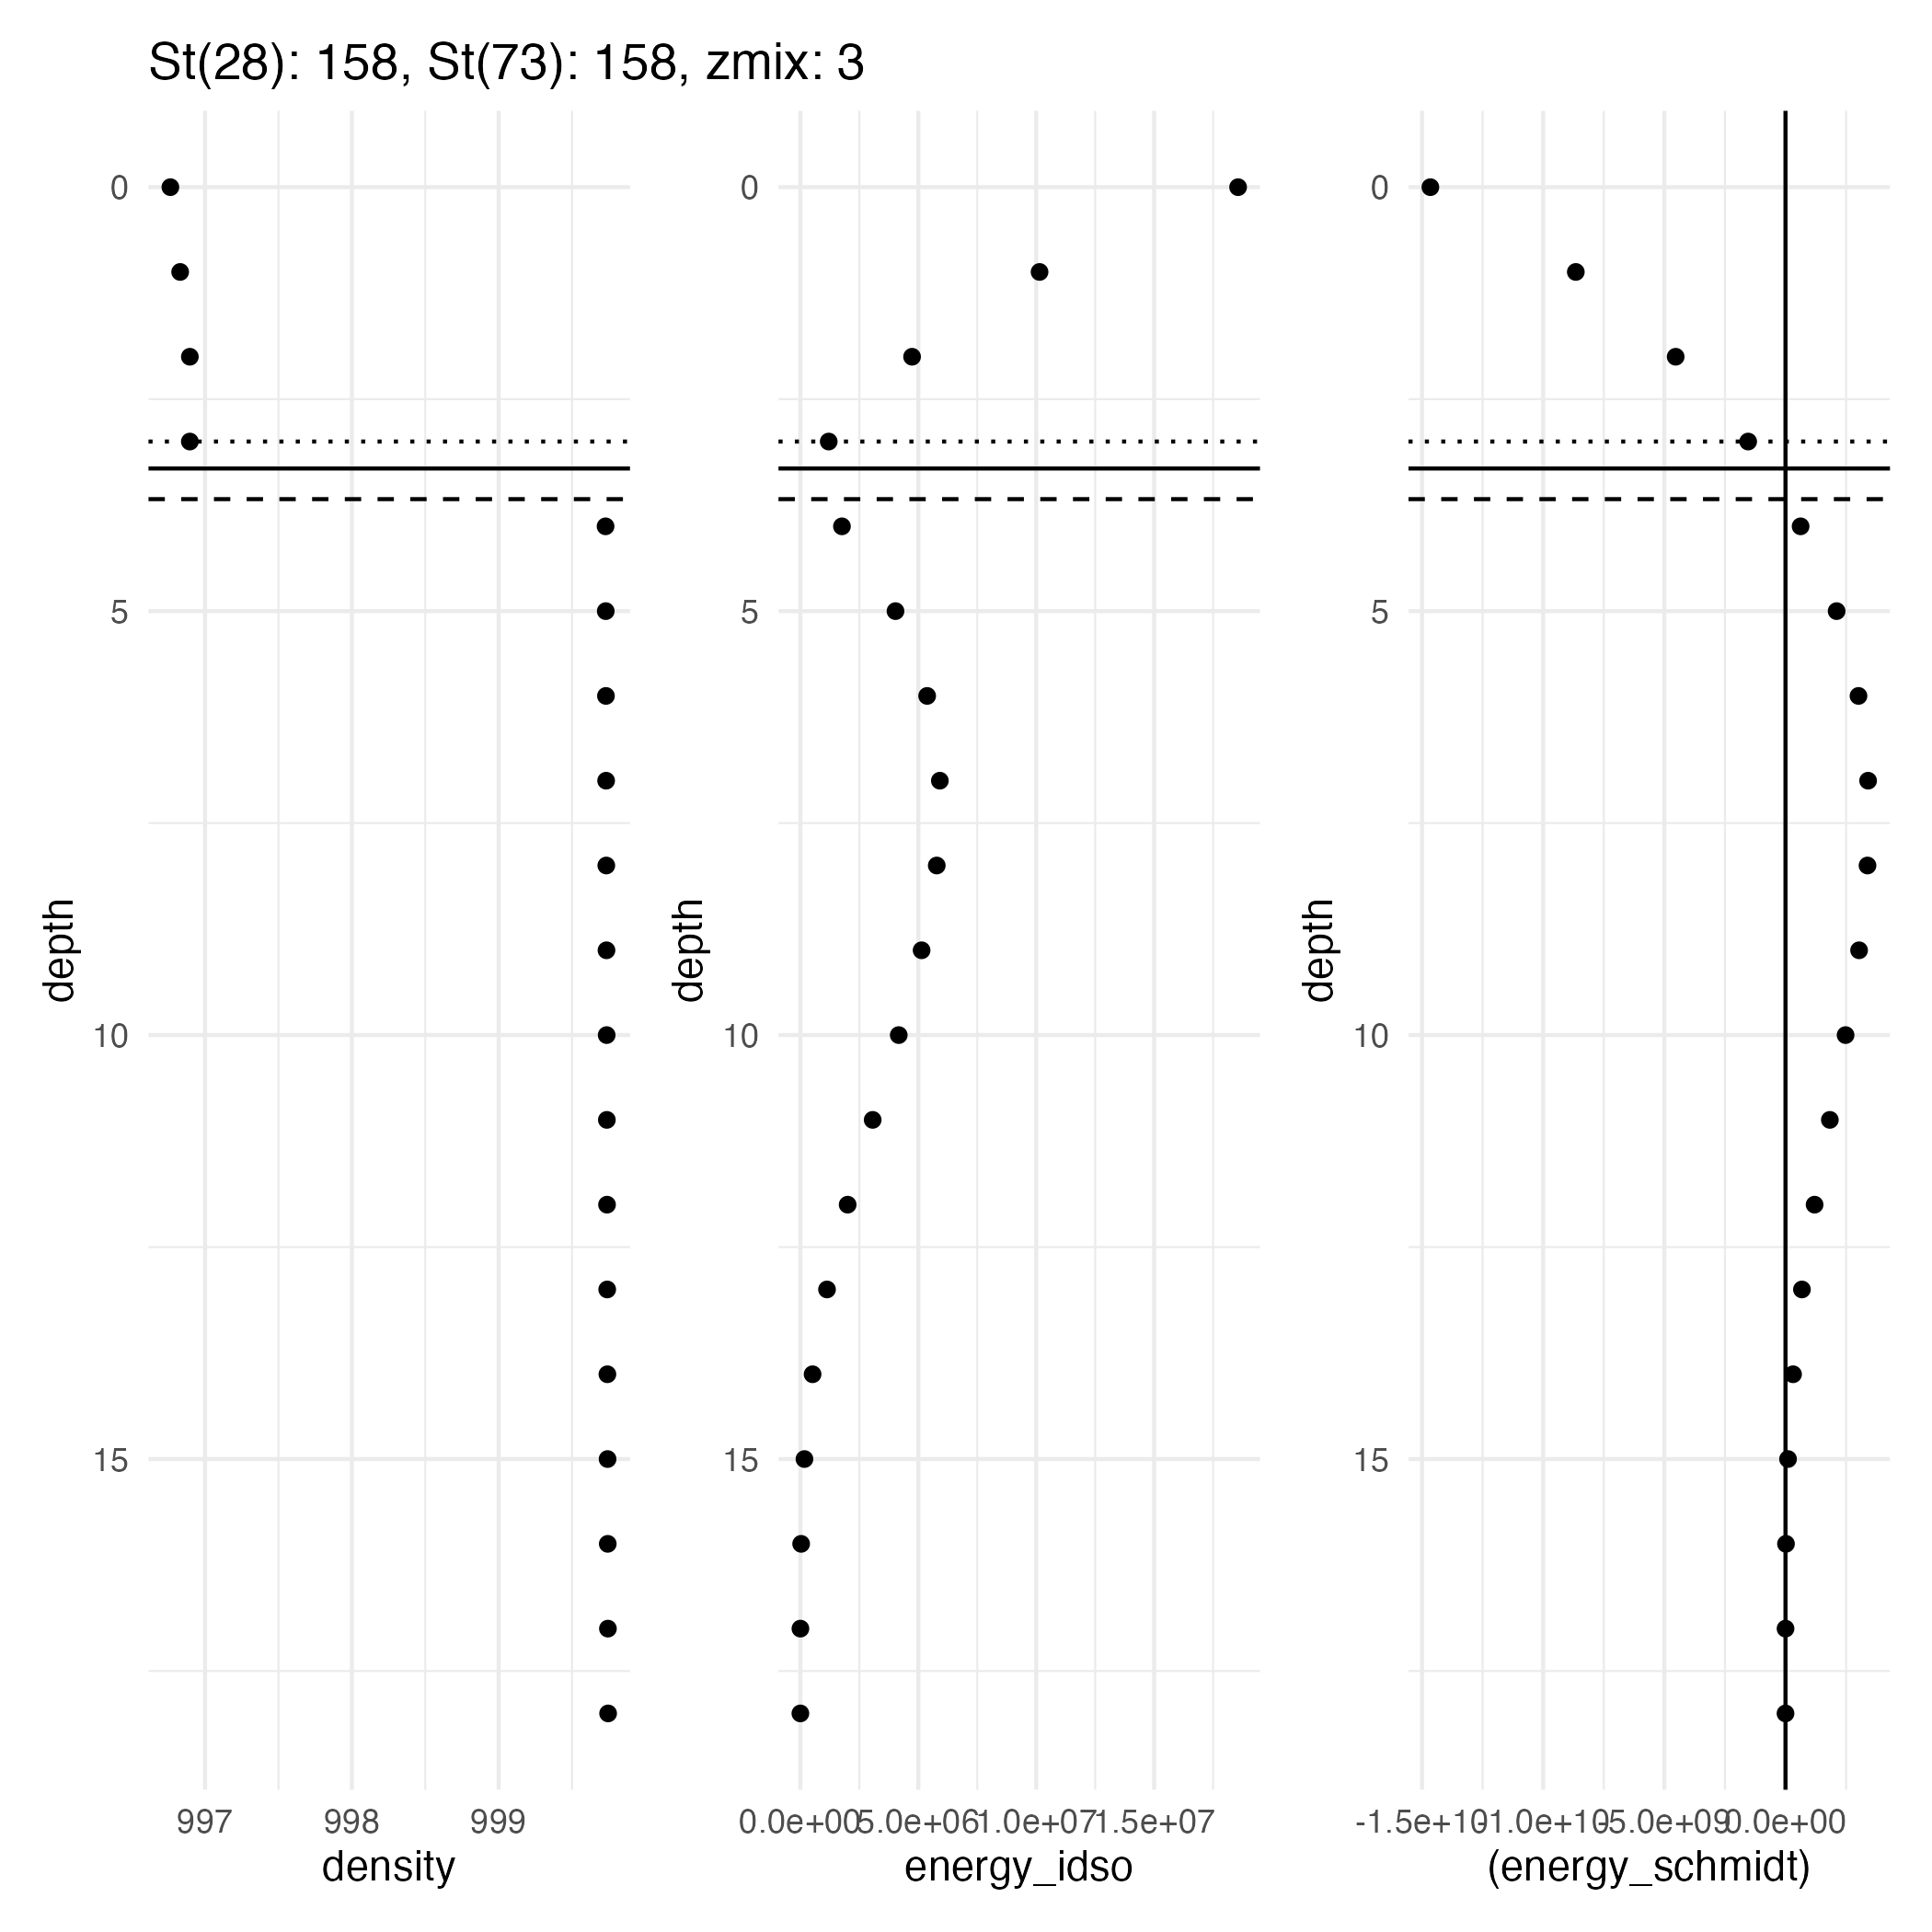 St(28): 158, St(73): 158, zmix: 3
0
5
10
15
depth
997 998 999
density
0
5
10
15
depth
0.0e+00 5.0e+06 1.0e+07 1.5e+07
energy_idso
0
5
10
15
depth
-1.5e+10 -1.0e+10 -5.0e+09 0.0e+00
(energy_schmidt)